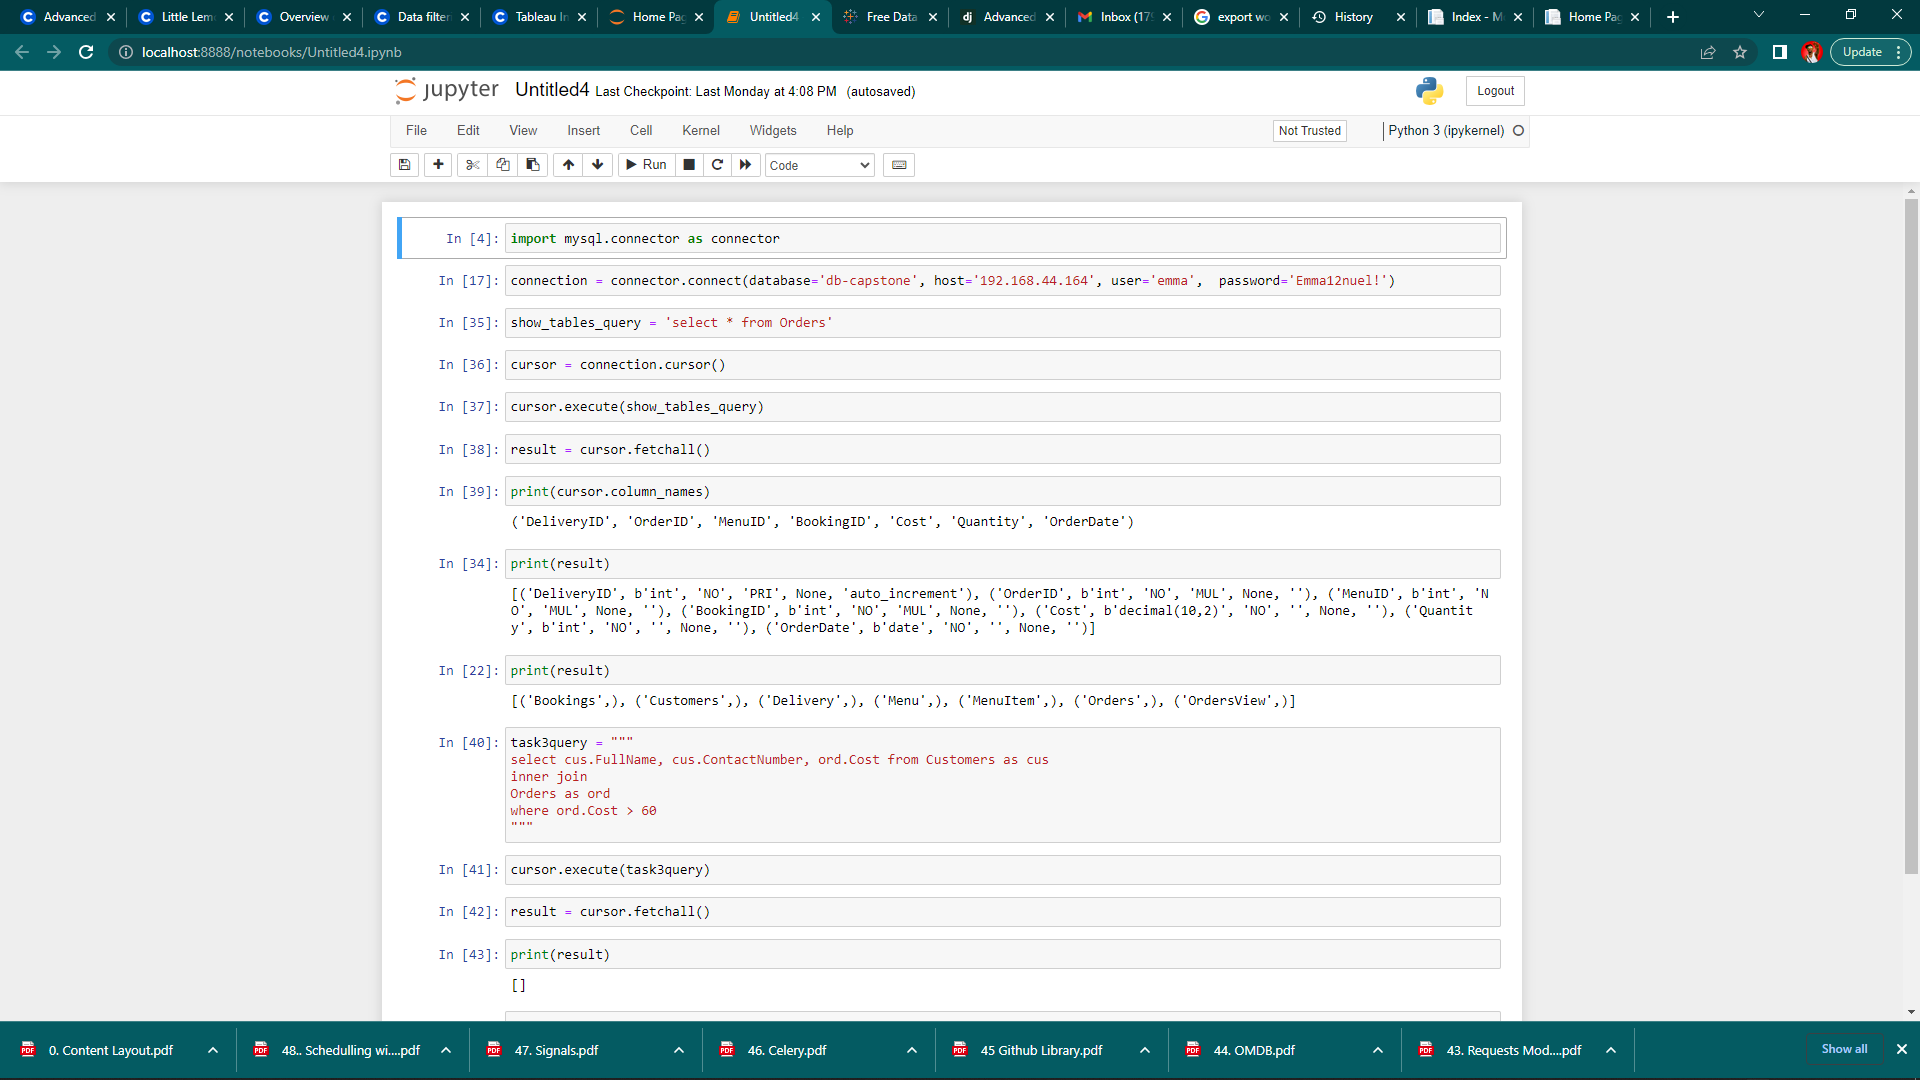 Advanced
Little Lem
Overview
Data filter
Tableau In
Home Pag
Untitled4
Free Data
Advanced
Inbox (179
export wo
History
Index - M
Home Pag
localhost:8888/notebooks/Untitled4.ipynb
Update
jupyter
Untitled4 Last Checkpoint: Last Monday at 4:08 PM (autosaved)
Logout
File Edit View Insert Cell Kernel Widgets Help
Not Trusted
Python 3 (ipykernel)
Run
Code
In [4]: import mysql.connector as connector
In [17]: connection = connector.connect(database='db-capstone', host='192.168.44.164', user='emma',  password='Emma12nuel!')
In [35]: show_tables_query = 'select * from Orders'
In [36]: cursor = connection.cursor()
In [37]: cursor.execute(show_tables_query)
In [38]: result = cursor.fetchall()
In [39]: print(cursor.column_names)
('DeliveryID', 'OrderID', 'MenuID', 'BookingID', 'Cost', 'Quantity', 'OrderDate')
In [34]: print(result)
[('DeliveryID', b'int', 'NO', 'PRI', None, 'auto_increment'), ('OrderID', b'int', 'NO', 'MUL', None, ''), ('MenuID', b'int', 'N
O', 'MUL', None, ''), ('BookingID', b'int', 'NO', 'MUL', None, ''), ('Cost', b'decimal(10,2)', 'NO', '', None, ''), ('Quantit
y', b'int', 'NO', '', None, ''), ('OrderDate', b'date', 'NO', '', None, '')]
In [22]: print(result)
[('Bookings',), ('Customers',), ('Delivery',), ('Menu',), ('MenuItem',), ('Orders',), ('OrdersView',)]
In [40]: task3query = """
select cus.FullName, cus.ContactNumber, ord.Cost from Customers as cus
inner join
Orders as ord
where ord.Cost > 60
"""
In [41]: cursor.execute(task3query)
In [42]: result = cursor.fetchall()
In [43]: print(result)
[]
0. Content Layout.pdf
48.. Schedulling wi....pdf
47. Signals.pdf
46. Celery.pdf
45 Github Library.pdf
44. OMDB.pdf
43. Requests Mod....pdf
Show all